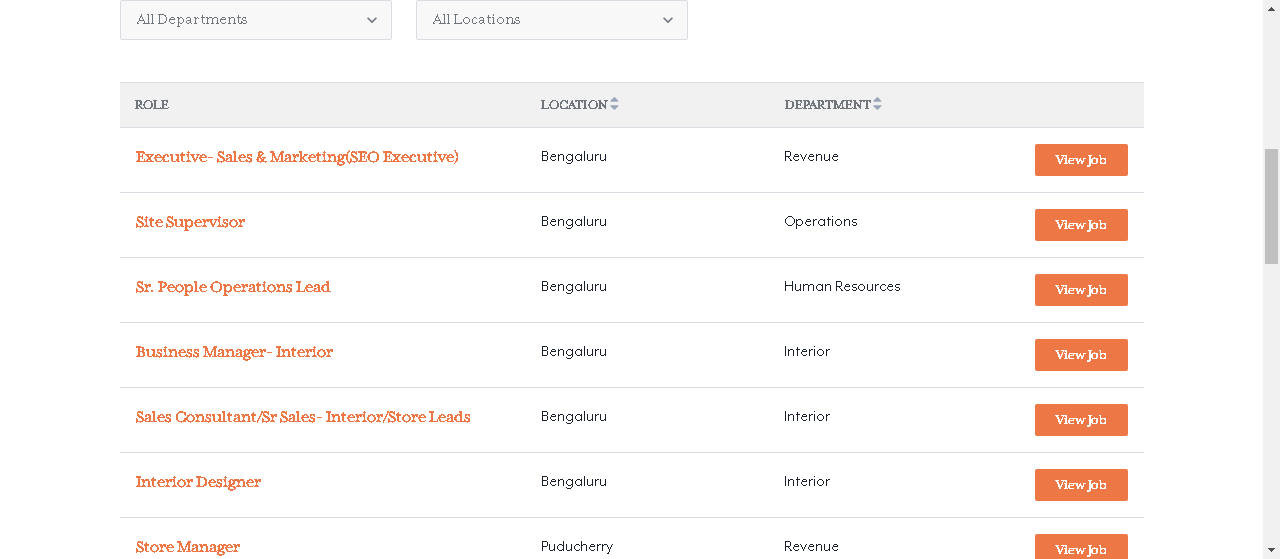 All Departments All Locations
ROLE LOCATION DEPARTMENT
Executive- Sales & Marketing(SEO Executive) Bengaluru Revenue View Job
Site Supervisor Bengaluru Operations View Job
Sr. People Operations Lead Bengaluru Human Resources View Job
Business Manager- Interior Bengaluru Interior View Job
Sales Consultant/Sr Sales- Interior/Store Leads Bengaluru Interior View Job
Interior Designer Bengaluru Interior View Job
Store Manager Puducherry Revenue View Job